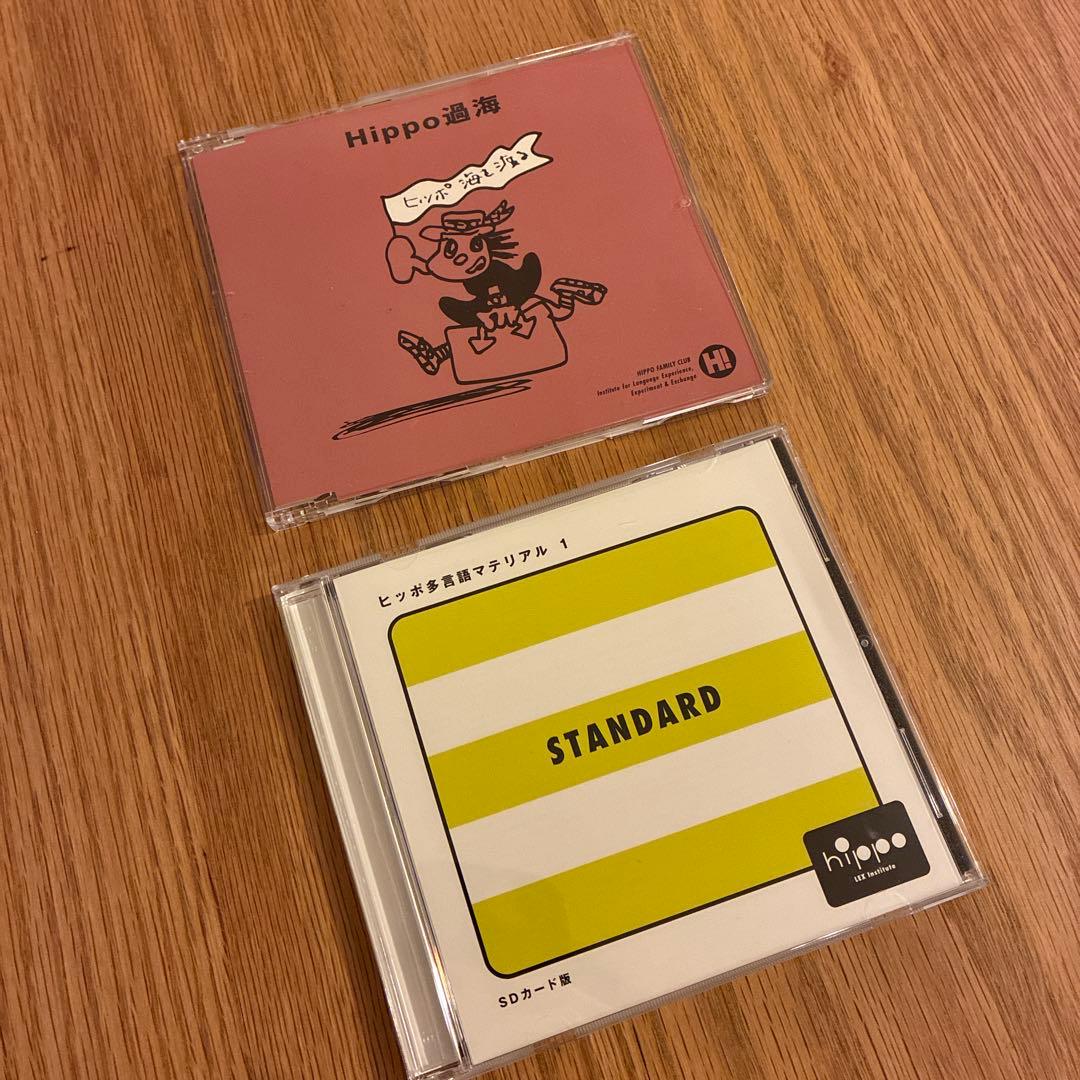 Hippo過海
ヒッポ 海を渡る
HIPPO FAMILY CLUB
Institute for Language Experience,
Experiment & Exchange
H!
ヒッポ多言語マテリアル 1
STANDARD
hippo
LEX Institute
SDカード版